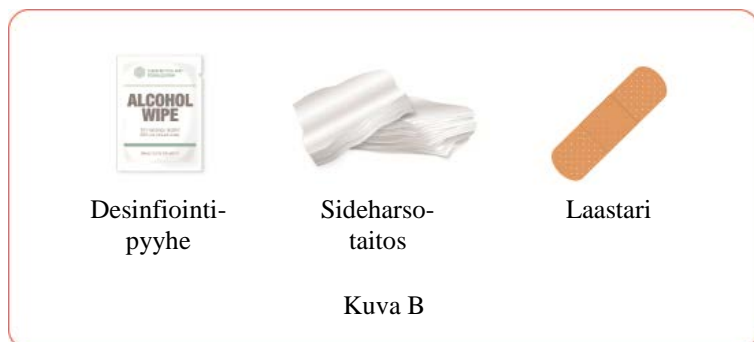 ALCOHOL
WIPE
Desinfiointi-
pyyhe
Sideharso-
taitos
Laastari
Kuva B